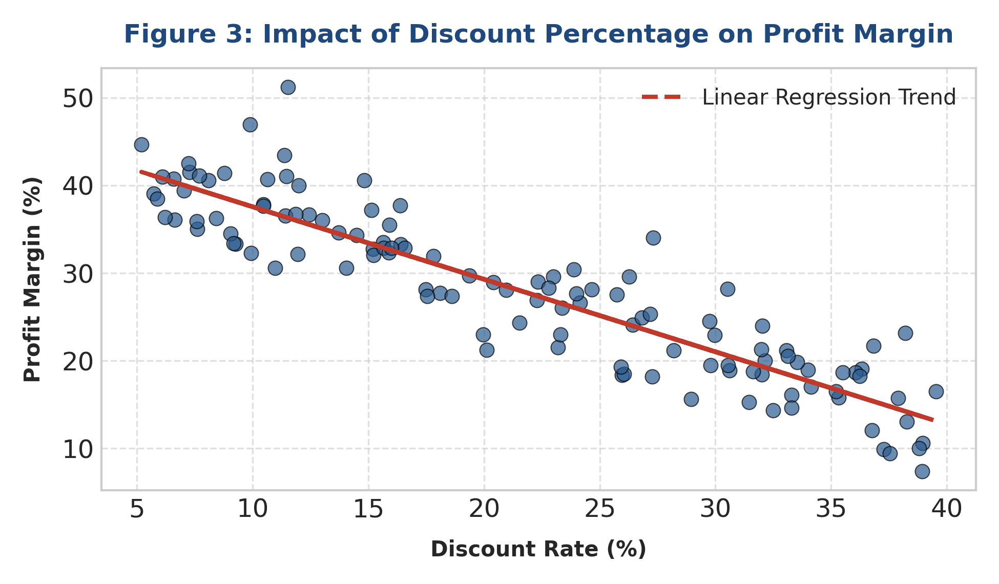 Figure 3: Impact of Discount Percentage on Profit Margin
Linear Regression Trend
Profit Margin (%)
50
40
30
20
10
5 10 15 20 25 30 35 40
Discount Rate (%)